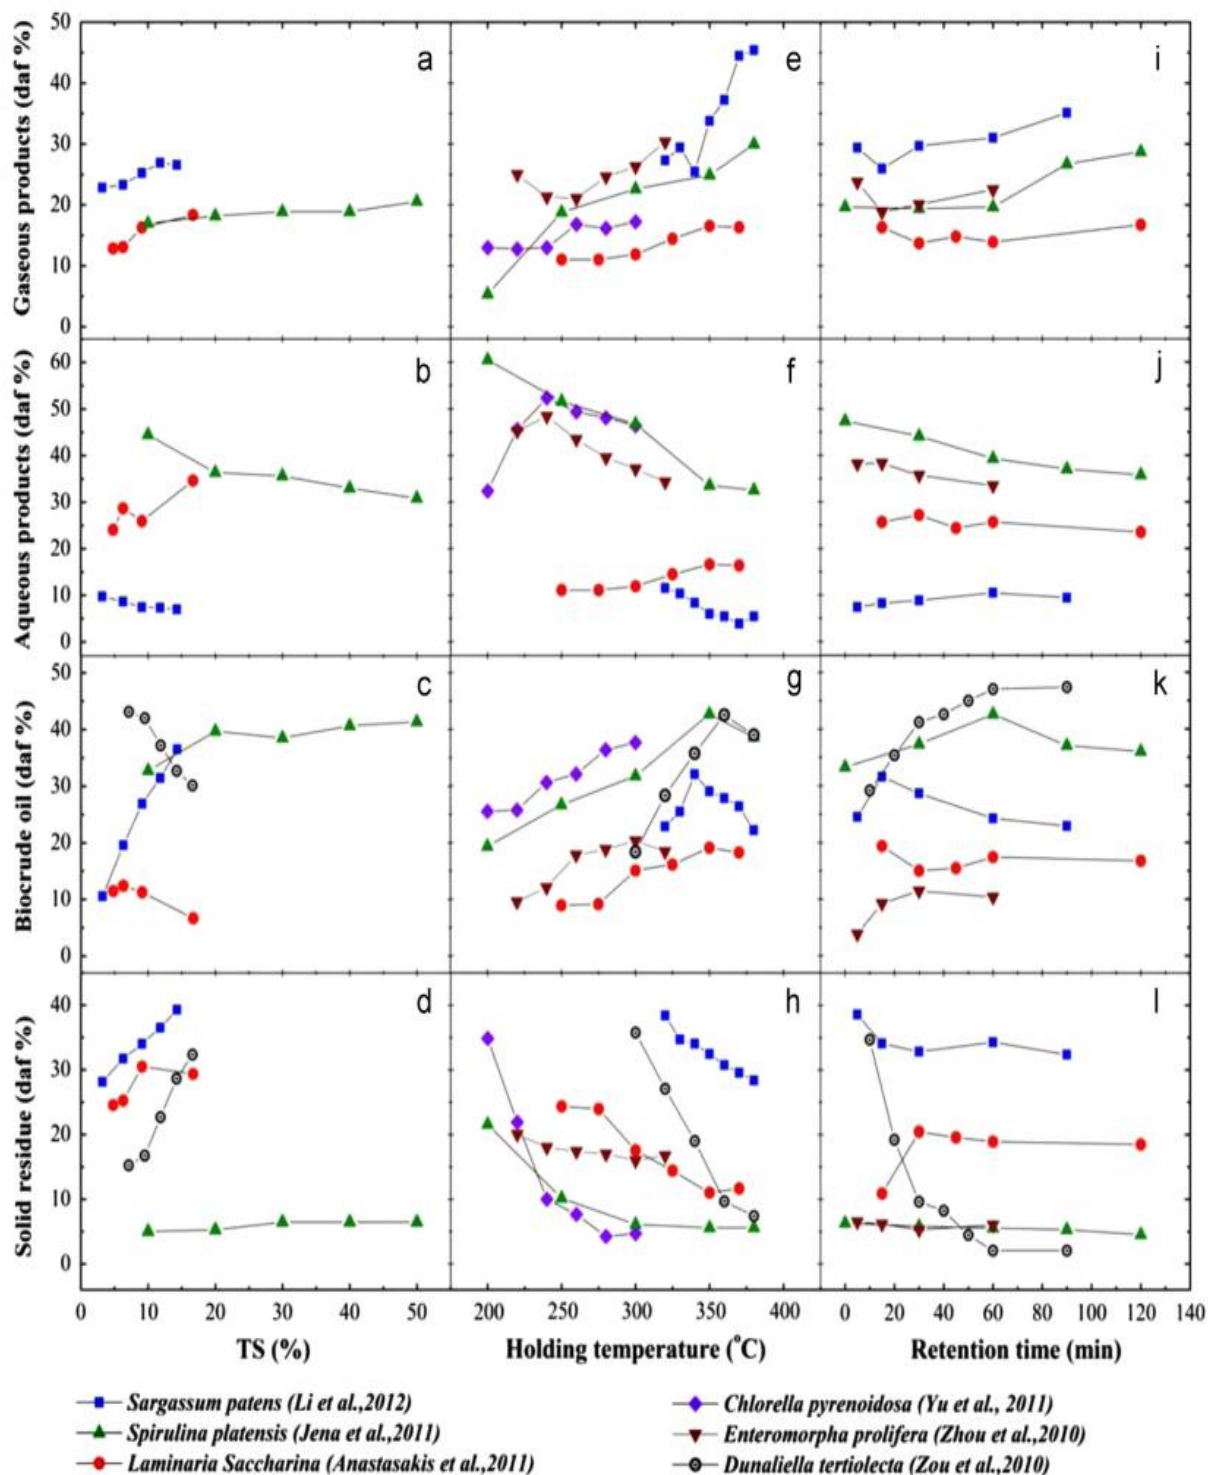 Gaseous products (daf %)
50
40
30
20
10
0
a
e
i
Aqueous products (daf %)
60
50
40
30
20
10
0
b
f
j
Biocrude oil (daf %)
50
40
30
20
10
0
c
g
k
Solid residue (daf %)
40
30
20
10
0
d
h
l
0 10 20 30 40 50 200 250 300 350 400 0 20 40 60 80 100 120 140
TS (%) Holding temperature (°C) Retention time (min)
Sargassum patens (Li et al.,2012) Chlorella pyrenoidosa (Yu et al., 2011)
Spirulina platensis (Jena et al.,2011) Enteromorpha prolifera (Zhou et al.,2010)
Laminaria Saccharina (Anastasakis et al.,2011) Dunaliella tertiolecta (Zou et al.,2010)